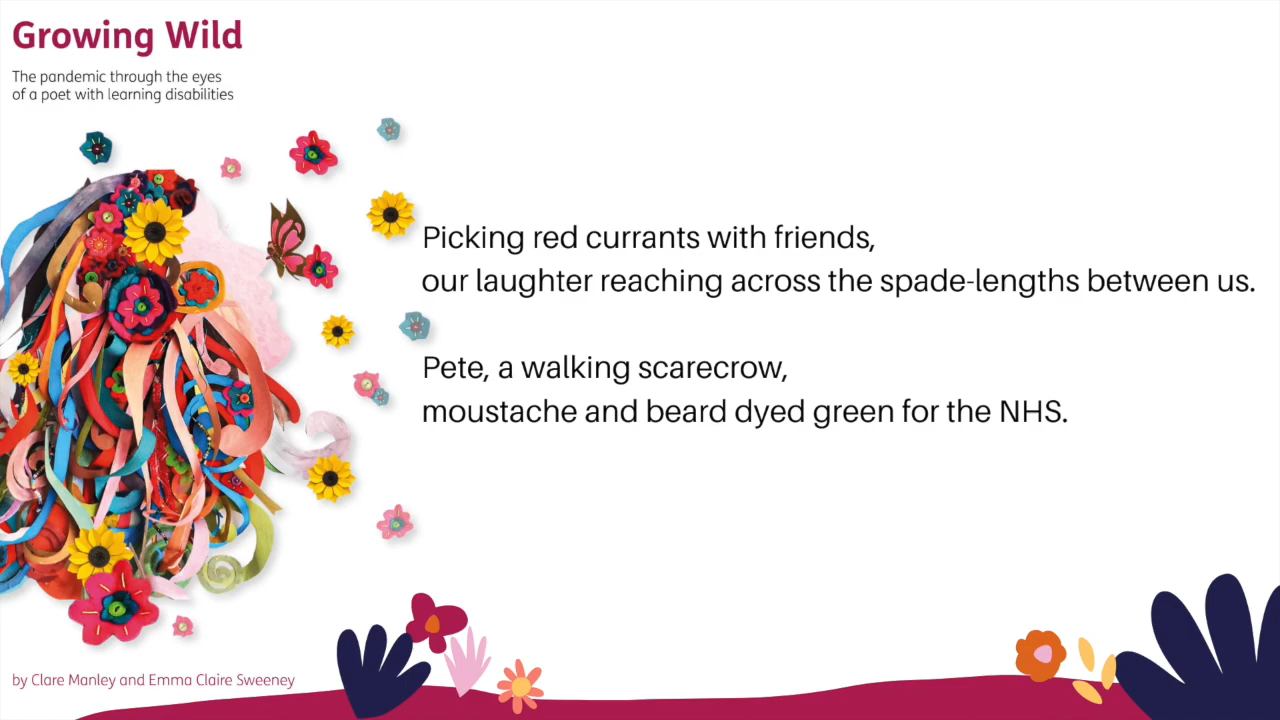 Growing Wild
The pandemic through the eyes
of a poet with learning disabilities
Picking red currants with friends,
our laughter reaching across the spade-lengths between us.
Pete, a walking scarecrow,
moustache and beard dyed green for the NHS.
by Clare Manley and Emma Claire Sweeney